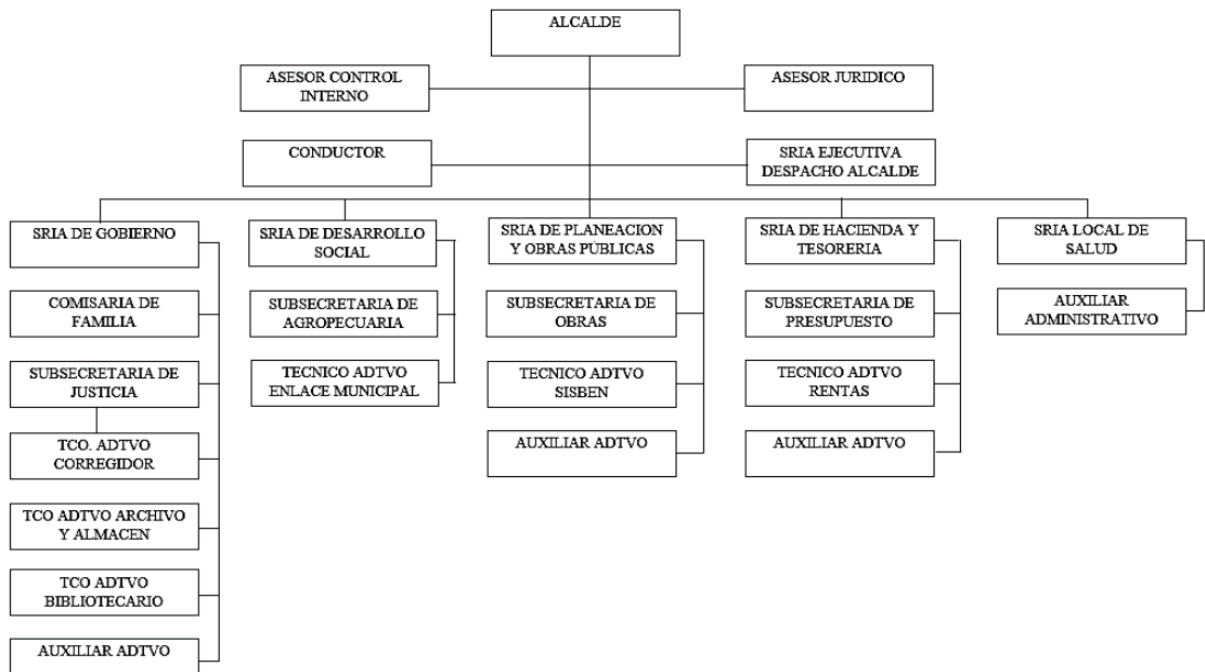 ALCALDE
ASESOR CONTROL
INTERNO
ASESOR JURIDICO
CONDUCTOR
SRIA EJECUTIVA
DESPACHO ALCALDE
SRIA DE GOBIERNO
COMISARIA DE
FAMILIA
SUBSECRETARIA DE
JUSTICIA
TCO. ADTVO
CORREGIDOR
TCO ADTVO ARCHIVO
Y ALMACEN
TCO ADTVO
BIBLIOTECARIO
AUXILIAR ADTVO
SRIA DE DESARROLLO
SOCIAL
SUBSECRETARIA DE
AGROPECUARIA
TECNICO ADTVO
ENLACE MUNICIPAL
SRIA DE PLANEACION
Y OBRAS PÚBLICAS
SUBSECRETARIA DE
OBRAS
TECNICO ADTVO
SISBEN
AUXILIAR ADTVO
SRIA DE HACIENDA Y
TESORERIA
SUBSECRETARIA DE
PRESUPUESTO
TECNICO ADTVO
RENTAS
AUXILIAR ADTVO
SRIA LOCAL DE
SALUD
AUXILIAR
ADMINISTRATIVO